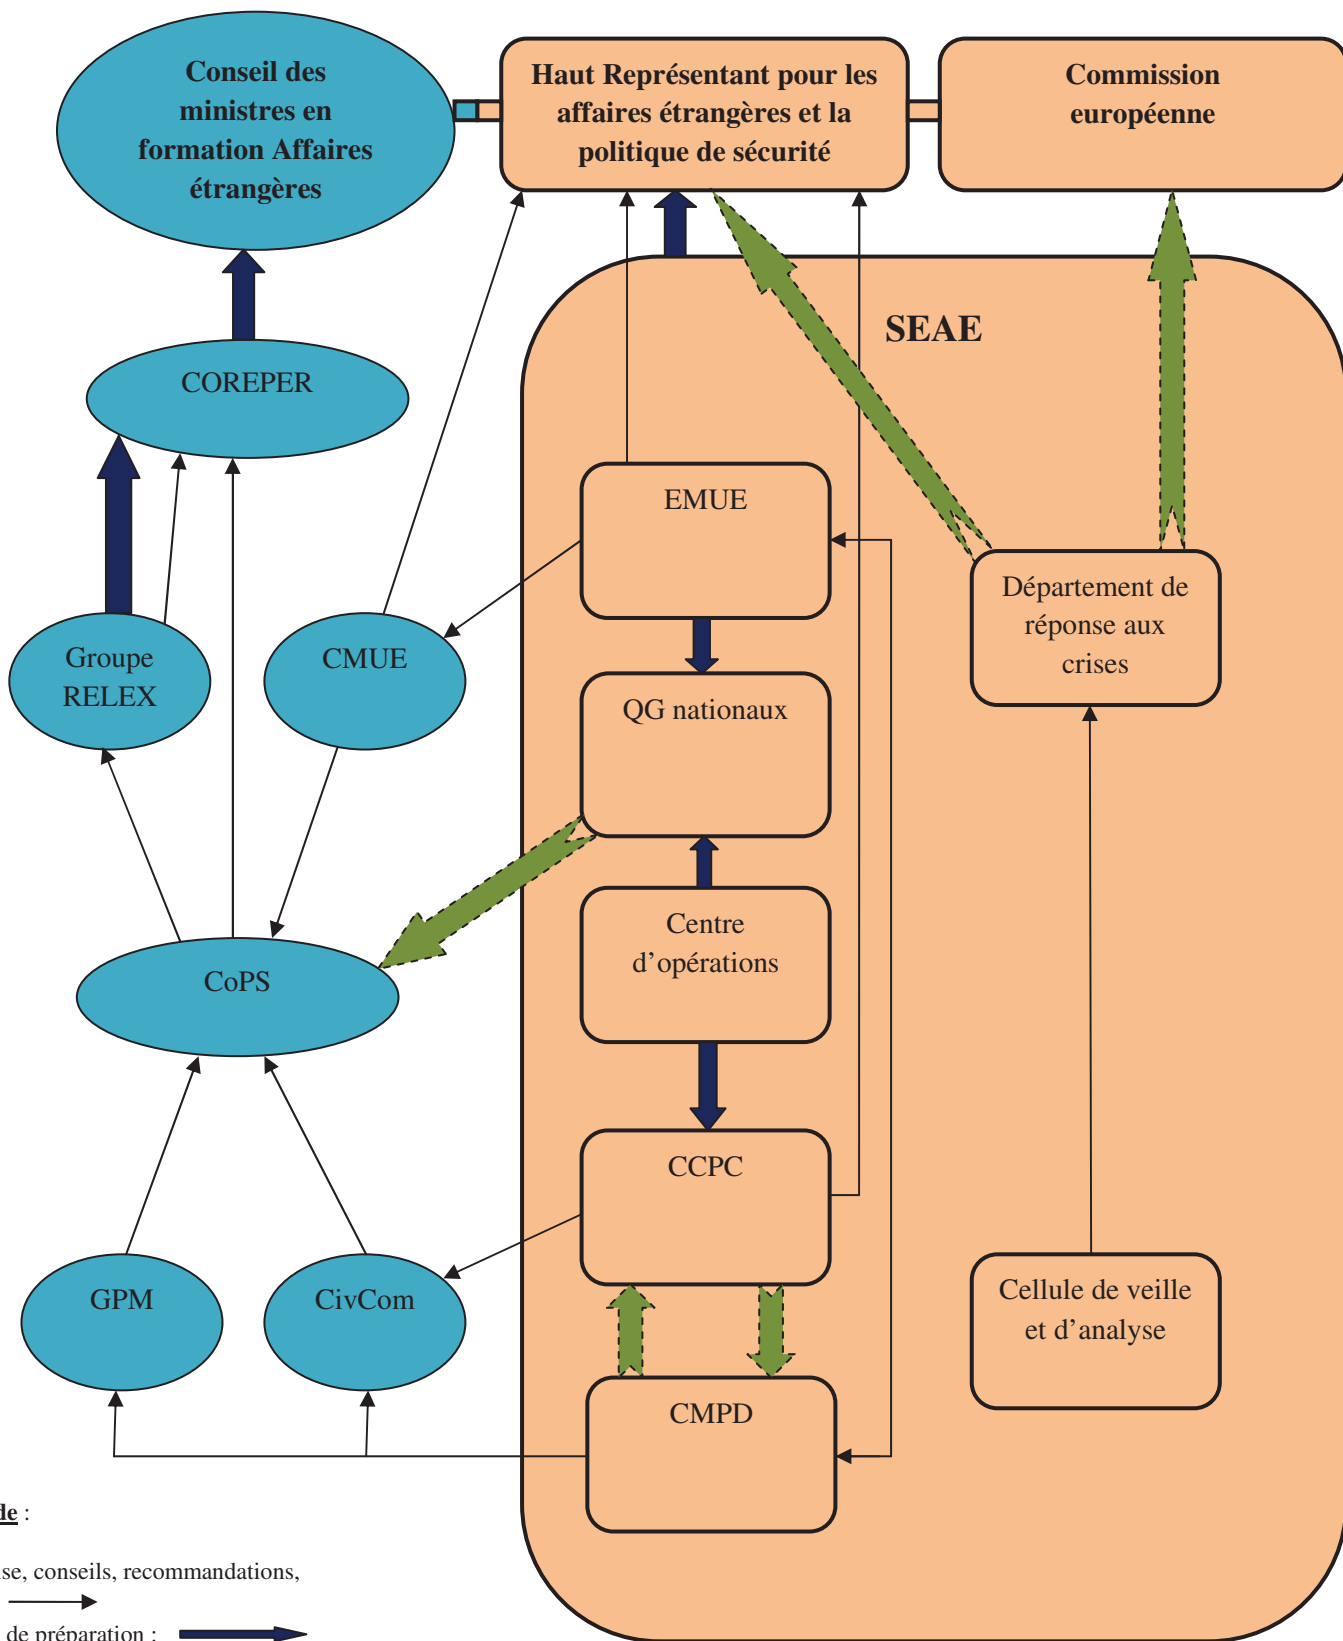 Conseil des
ministres en
formation Affaires
étrangères
Haut Représentant pour les
affaires étrangères et la
politique de sécurité
Commission
européenne
SEAE
COREPER
EMUE
Département de
réponse aux
crises
Groupe
RELEX
CMUE
QG nationaux
Centre
d’opérations
CoPS
CCPC
GPM
CivCom
Cellule de veille
et d’analyse
CMPD
:
conseils, recommandations,
de préparation :